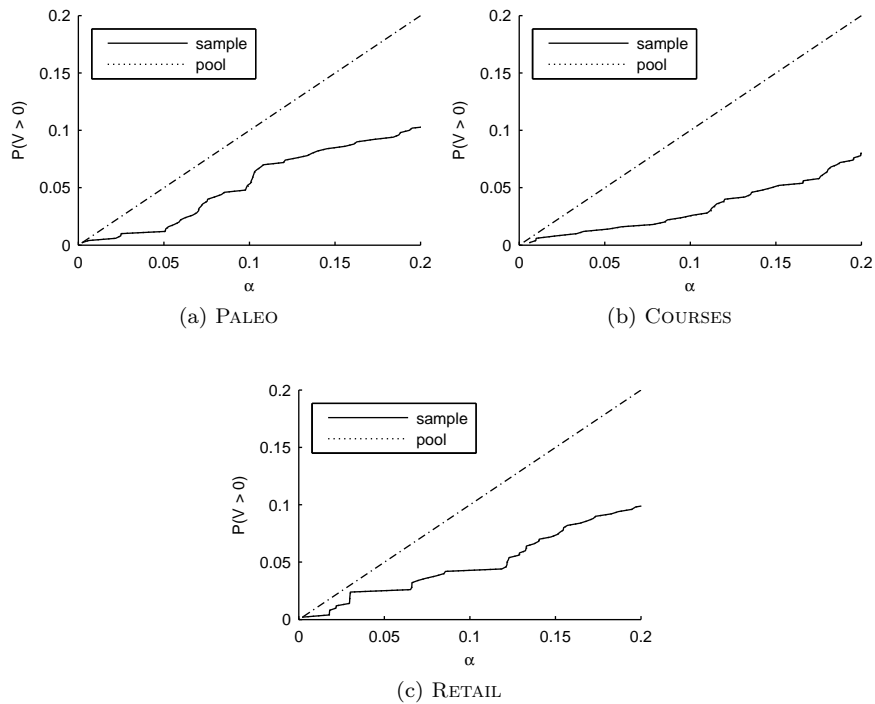 0.2
0.15
0.1
0.05
0
P(V > 0)
sample
pool
0 0.05 0.1 0.15 0.2
α
(a) PALEO
0.2
0.15
0.1
0.05
0
P(V > 0)
sample
pool
0 0.05 0.1 0.15 0.2
α
(b) COURSES
0.2
0.15
0.1
0.05
0
P(V > 0)
sample
pool
0 0.05 0.1 0.15 0.2
α
(c) RETAIL